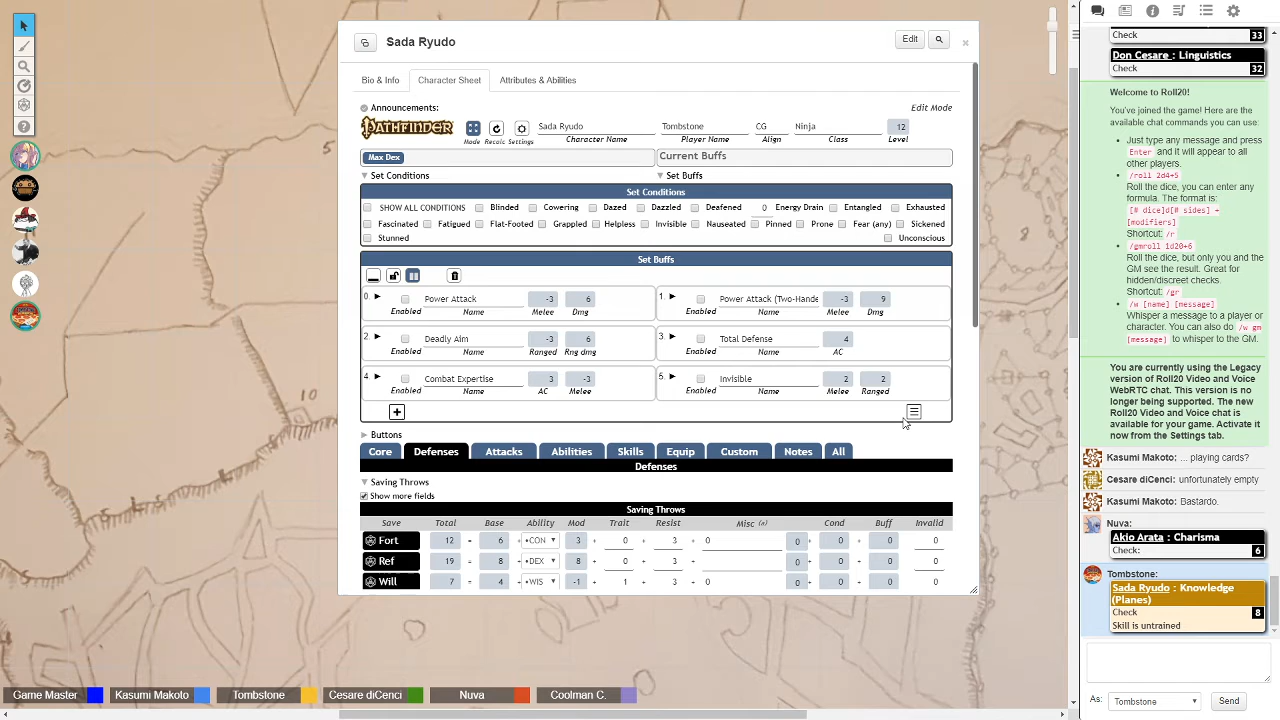 Sada Ryudo
Edit
Bio & Info
Character Sheet
Attributes & Abilities
Announcements:
Edit Mode
PATHFINDER
Mode
Recalc
Settings
Sada Ryudo
Character Name
Tombstone
Player Name
CG
Align
Ninja
Class
12
Level
Max Dex
Current Buffs
Set Conditions
Set Buffs
Set Conditions
SHOW ALL CONDITIONS Blinded Cowering Dazed Dazzled Deafened 0 Energy Drain Entangled Exhausted
Fascinated Fatigued Flat-Footed Grappled Helpless Invisible Nauseated Pinned Prone Fear (any) Sickened
Stunned Unconscious
Set Buffs
0. Power Attack -3 6
Enabled Name Melee Dmg
1. Power Attack (Two-Hande -3 9
Enabled Name Melee Dmg
2. Deadly Aim -3 6
Enabled Name Ranged Rng dmg
3. Total Defense 4
Enabled Name AC
4. Combat Expertise 3 -3
Enabled Name AC Melee
5. Invisible 2 2
Enabled Name Melee Ranged
Buttons
Core Defenses Attacks Abilities Skills Equip Custom Notes All
Defenses
Saving Throws
Show more fields
Saving Throws
Save Total Base Ability Mod Trait Resist Misc (#) Cond Buff Invalid
Fort 12 = 6 + •CON 3 + 0 + 3 + 0 0 + 0 + 0 0
Ref 19 = 8 + •DEX 8 + 0 + 3 + 0 0 + 0 + 0 0
Will 7 = 4 + •WIS -1 + 1 + 3 + 0 0 + 0 + 0 0
5
10
Game Master
Kasumi Makoto
Tombstone
Cesare diCenci
Nuva
Coolman C.
Check 33
Don Cesare : Linguistics
Check 32
Welcome to Roll20!
You've joined the game! Here are the
available chat commands you can use:
• Just type any message and press
Enter and it will appear to all
other players.
• /roll 2d4+5
Roll the dice, you can enter any
formula. The format is:
[# dice]d[# sides] +
[modifiers]
Shortcut: /r
• /gmroll 1d20+6
Roll the dice, but only you and the
GM see the result. Great for
hidden/discreet checks.
Shortcut: /gr
• /w [name] [message]
Whisper a message to a player or
character. You can also do /w gm
[message] to whisper to the GM.
You are currently using the Legacy
version of Roll20 Video and Voice
WebRTC chat. This version is no
longer being supported. The new
Roll20 Video and Voice chat is
available for your game. Activate it
now from the Settings tab.
Kasumi Makoto: ... playing cards?
Cesare diCenci: unfortunately empty
Kasumi Makoto: Bastardo.
Nuva:
Akio Arata : Charisma
Check: 6
Tombstone:
Sada Ryudo : Knowledge
(Planes)
Check 8
Skill is untrained
As: Tombstone
Send